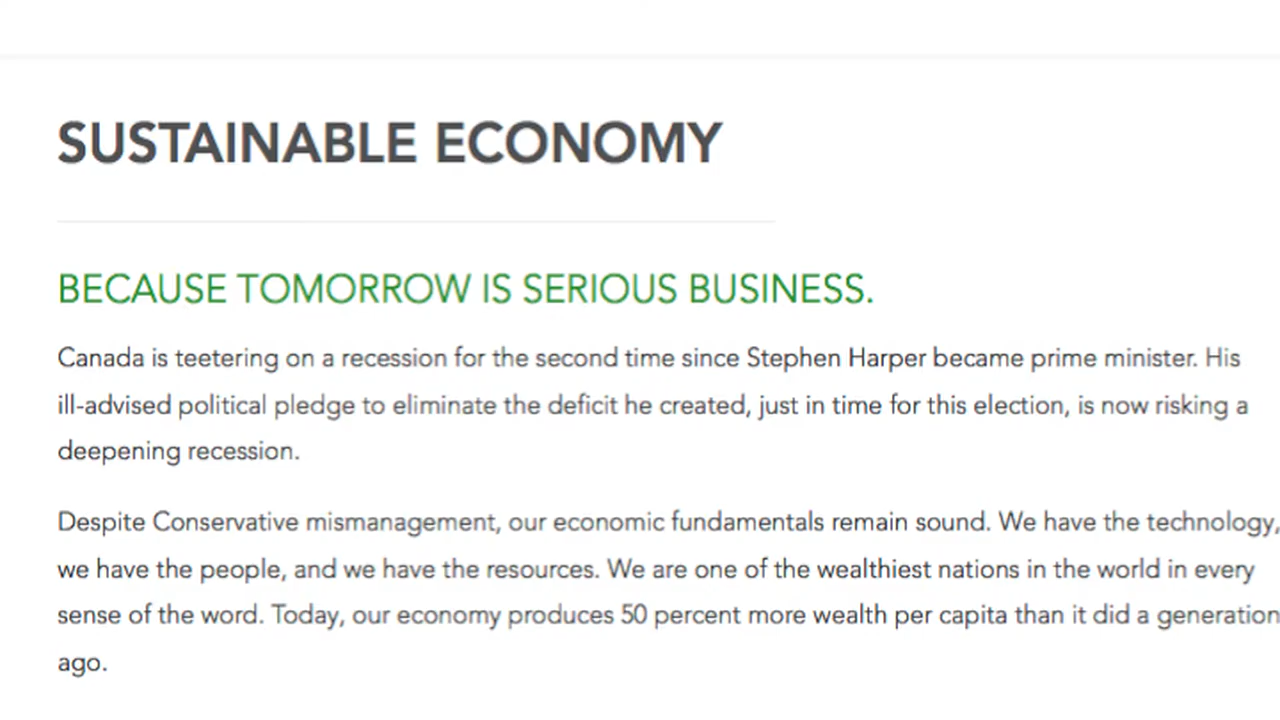 SUSTAINABLE ECONOMY
BECAUSE TOMORROW IS SERIOUS BUSINESS.
Canada is teetering on a recession for the second time since Stephen Harper became prime minister. His
ill-advised political pledge to eliminate the deficit he created, just in time for this election, is now risking a
deepening recession.
Despite Conservative mismanagement, our economic fundamentals remain sound. We have the technology,
we have the people, and we have the resources. We are one of the wealthiest nations in the world in every
sense of the word. Today, our economy produces 50 percent more wealth per capita than it did a generation
ago.